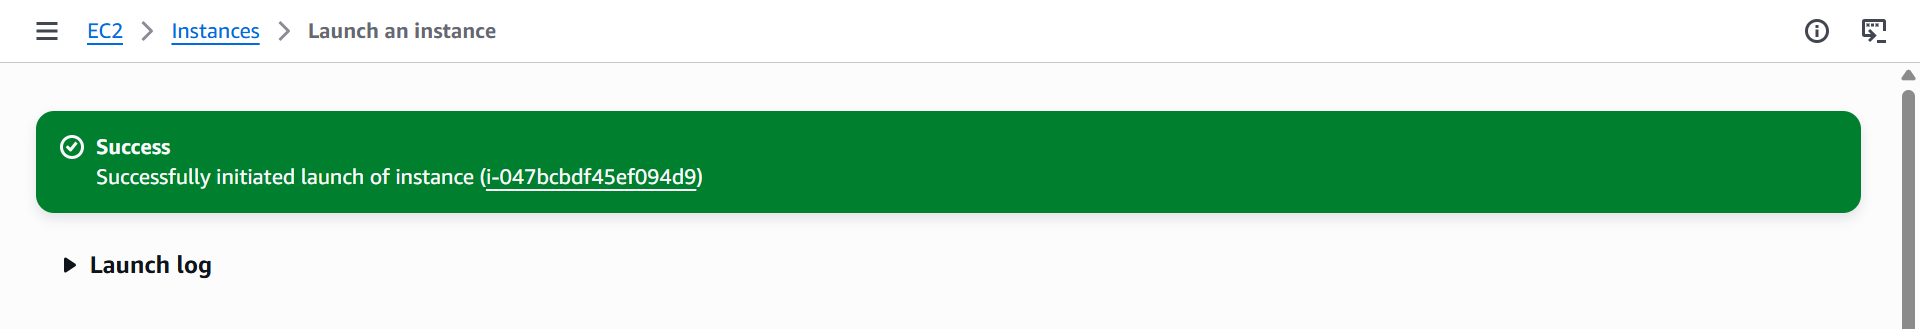 EC2 Instances Launch an instance
Success
Successfully initiated launch of instance (i-047bcbdf45ef094d9)
Launch log